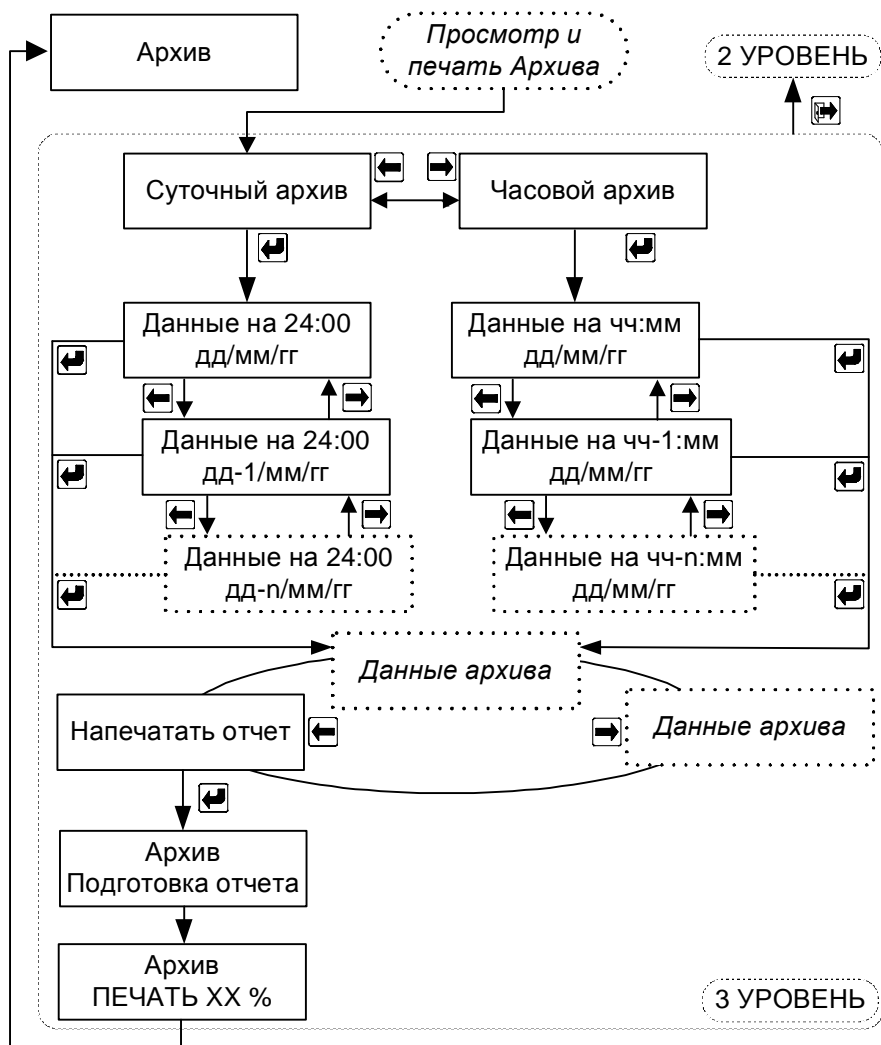 Архив
Просмотр и
печать Архива
2 УРОВЕНЬ
Суточный архив
Часовой архив
Данные на 24:00
дд/мм/гг
Данные на чч:мм
дд/мм/гг
Данные на 24:00
дд-1/мм/гг
Данные на чч-1:мм
дд/мм/гг
Данные на 24:00
дд-n/мм/гг
Данные на чч-n:мм
дд/мм/гг
Данные архива
Напечатать отчет
Данные архива
Архив
Подготовка отчета
Архив
ПЕЧАТЬ XX %
3 УРОВЕНЬ